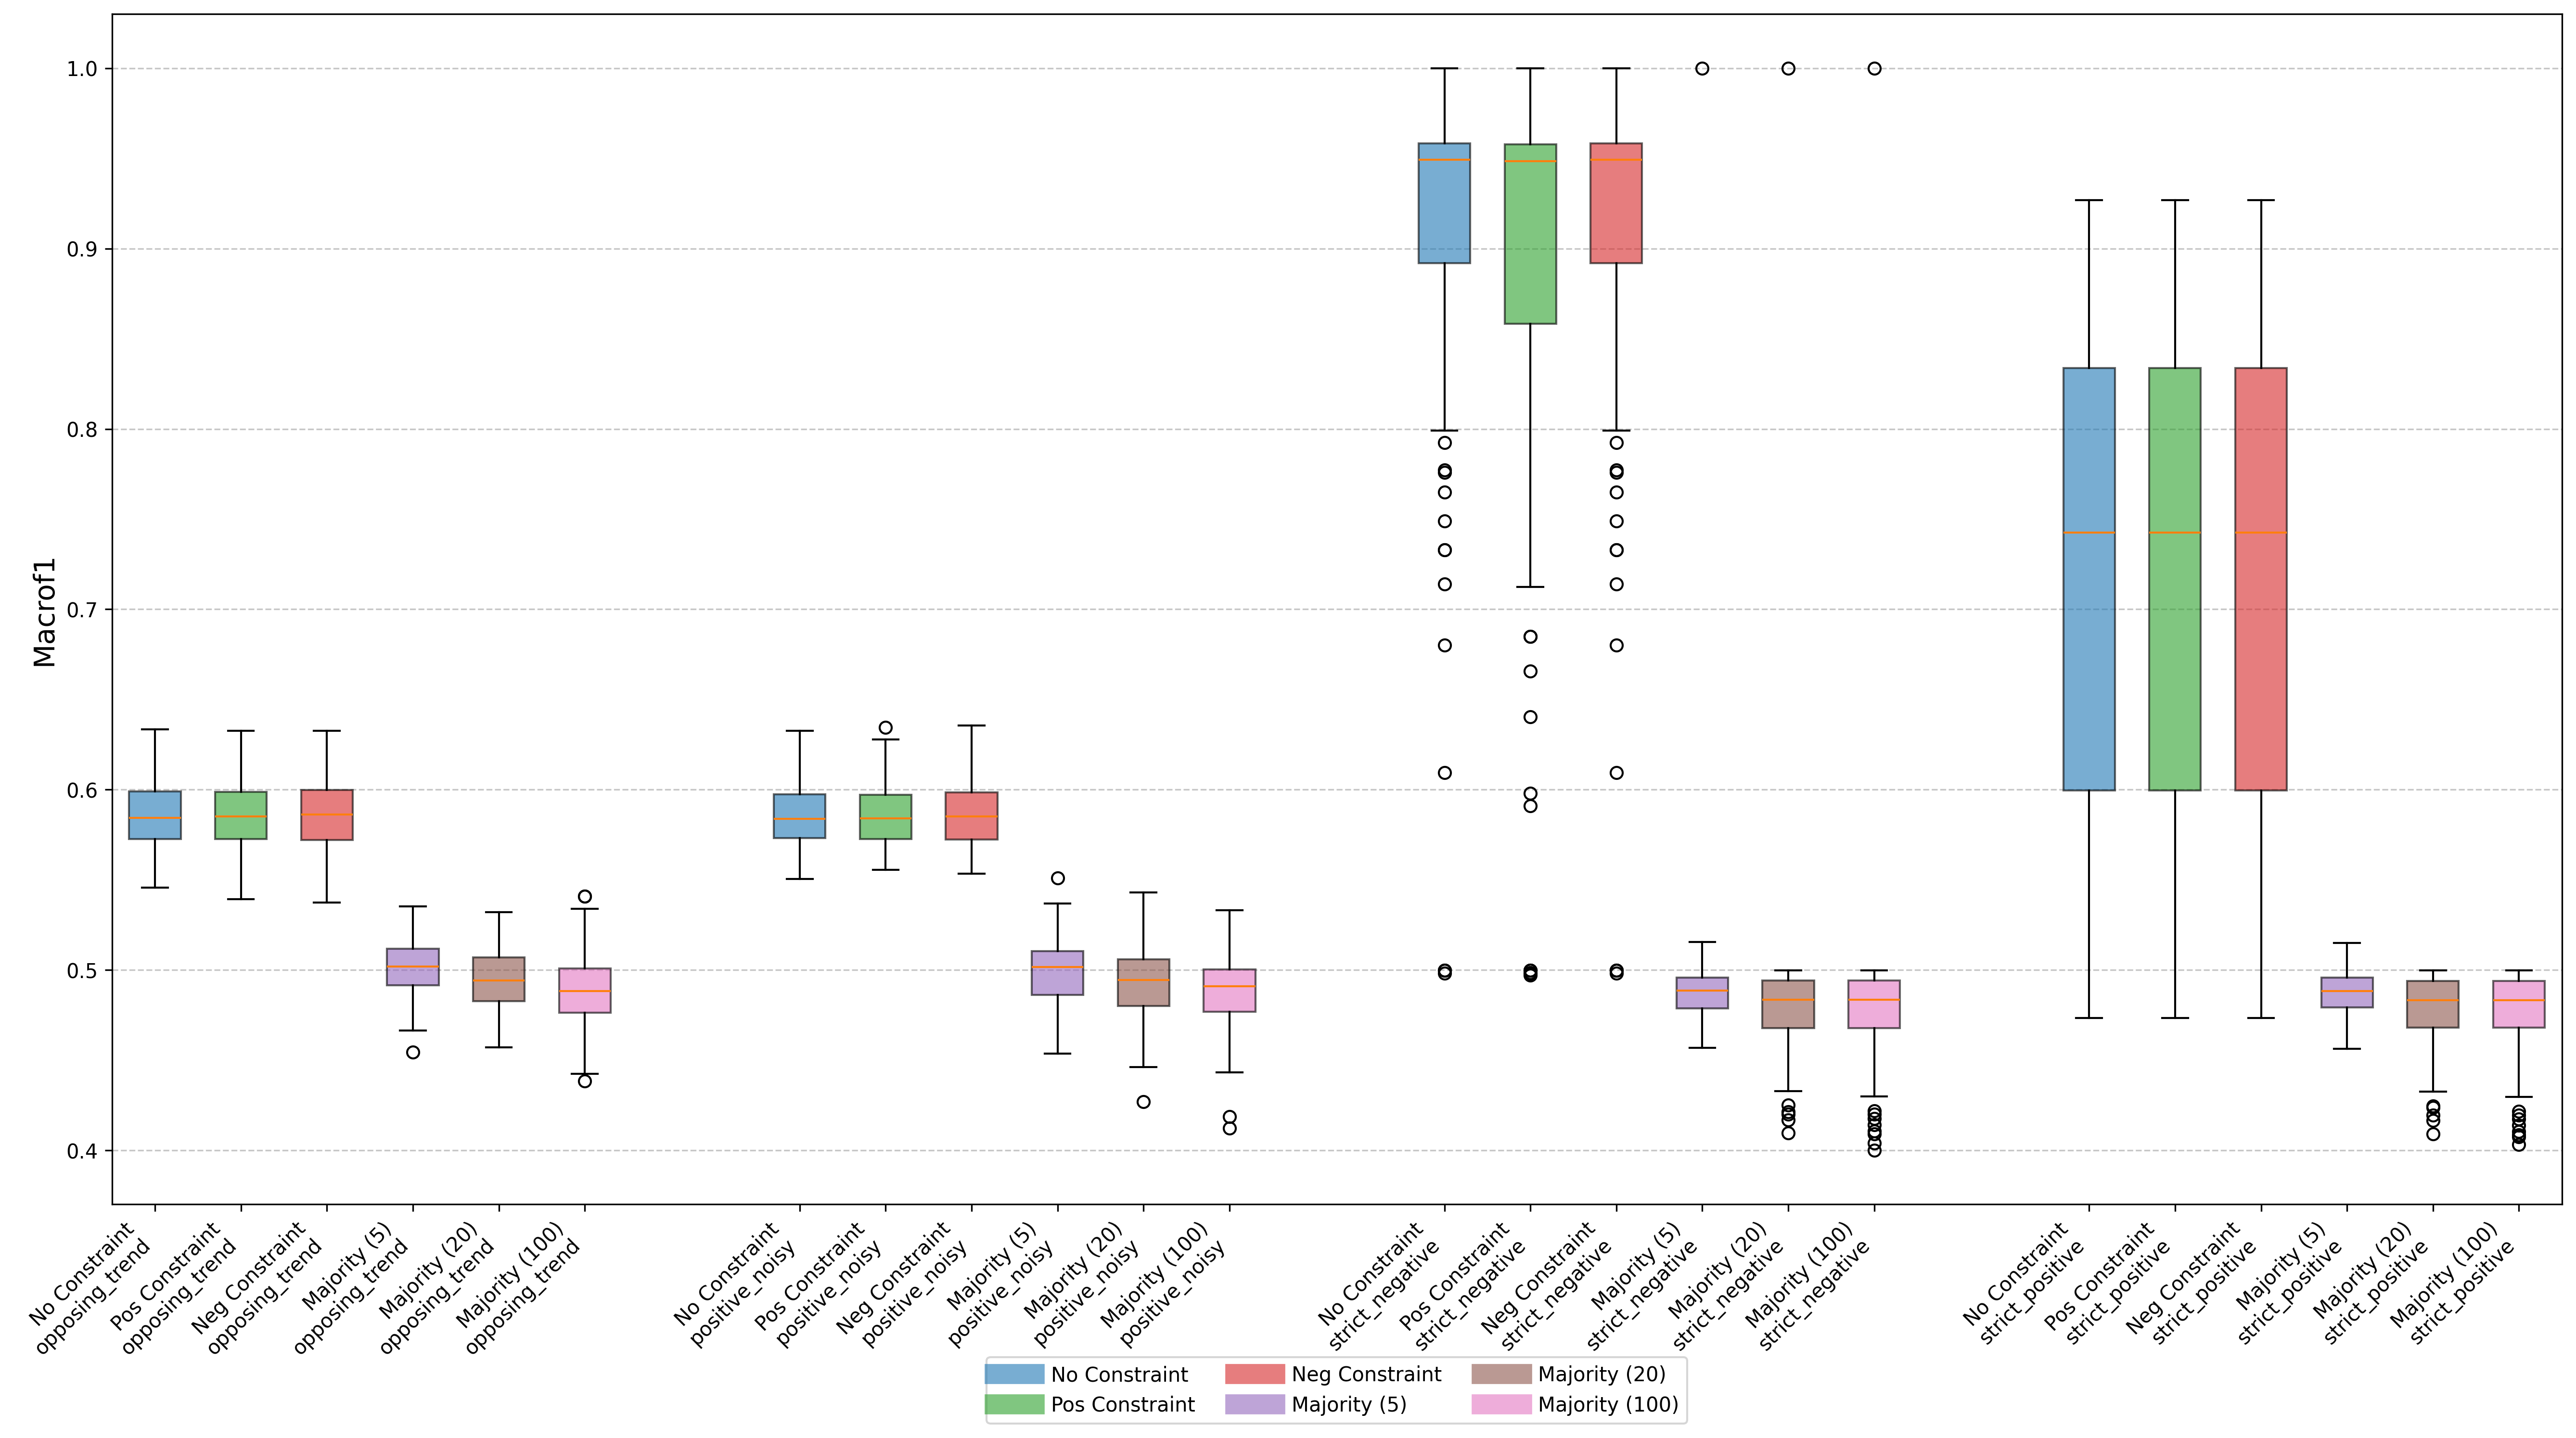 Macrof1
1.0
0.9
0.8
0.7
0.6
0.5
0.4
No Constraint
opposing_trend
Pos Constraint
opposing_trend
Neg Constraint
opposing_trend
Majority (5)
opposing_trend
Majority (20)
opposing_trend
Majority (100)
opposing_trend
No Constraint
positive_noisy
Pos Constraint
positive_noisy
Neg Constraint
positive_noisy
Majority (5)
positive_noisy
Majority (20)
positive_noisy
Majority (100)
positive_noisy
No Constraint
strict_negative
Pos Constraint
strict_negative
Neg Constraint
strict_negative
Majority (5)
strict_negative
Majority (20)
strict_negative
Majority (100)
strict_negative
No Constraint
strict_positive
Pos Constraint
strict_positive
Neg Constraint
strict_positive
Majority (5)
strict_positive
Majority (20)
strict_positive
Majority (100)
strict_positive
No Constraint
Pos Constraint
Neg Constraint
Majority (5)
Majority (20)
Majority (100)